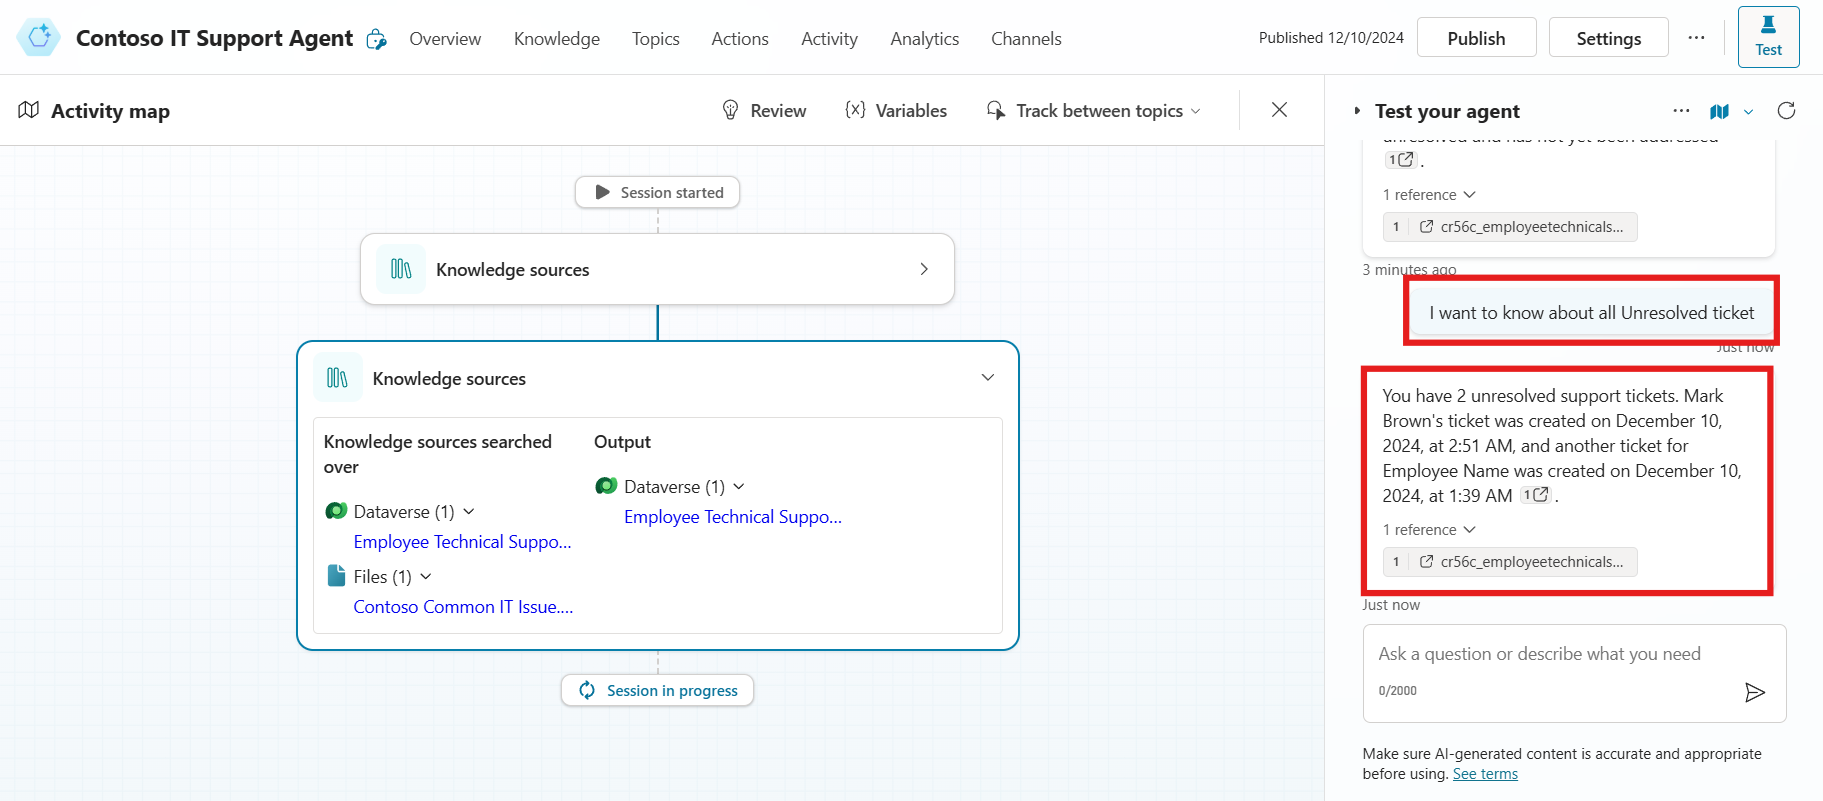 Contoso IT Support Agent
Overview
Knowledge
Topics
Actions
Activity
Analytics
Channels
Published 12/10/2024
Publish
Settings
Test
Activity map
Review
{x} Variables
Track between topics
Session started
Knowledge sources
Knowledge sources
Knowledge sources searched
over
Dataverse (1)
Employee Technical Suppo...
Files (1)
Contoso Common IT Issue....
Output
Dataverse (1)
Employee Technical Suppo...
Session in progress
Test your agent
unresolved and has not yet been addressed
1 .
1 reference
1 cr56c_employeetechnicals...
3 minutes ago
I want to know about all Unresolved ticket
Just now
You have 2 unresolved support tickets. Mark
Brown's ticket was created on December 10,
2024, at 2:51 AM, and another ticket for
Employee Name was created on December 10,
2024, at 1:39 AM 1 .
1 reference
1 cr56c_employeetechnicals...
Just now
Ask a question or describe what you need
0/2000
Make sure AI-generated content is accurate and appropriate
before using. See terms